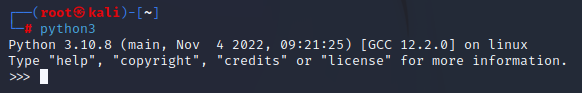 ┌──(root㉿kali)-[~]
└─# python3
Python 3.10.8 (main, Nov  4 2022, 09:21:25) [GCC 12.2.0] on linux
Type "help", "copyright", "credits" or "license" for more information.
>>>